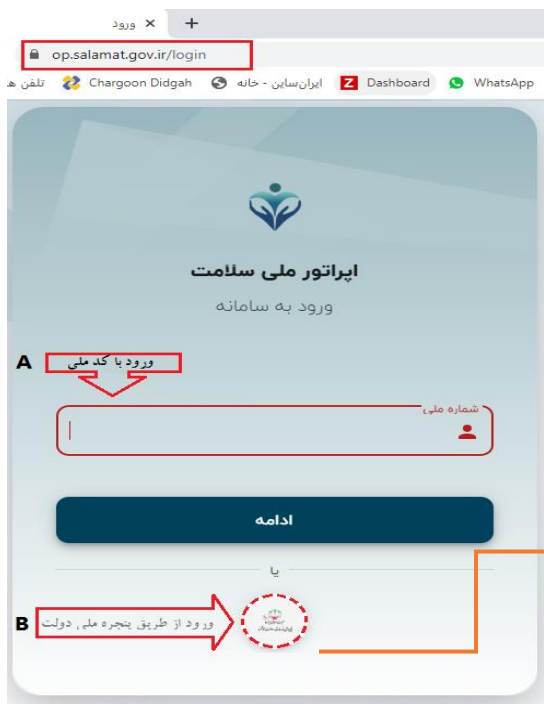 ورود
op.salamat.gov.ir/login
تلفن ه
Chargoon Didgah
ایران‌ساین - خانه
Z Dashboard
WhatsApp
اپراتور ملی سلامت
ورود به سامانه
A
ورود با کد ملی
شماره ملی
ادامه
یا
B
ورود از طریق پنجره ملی دولت